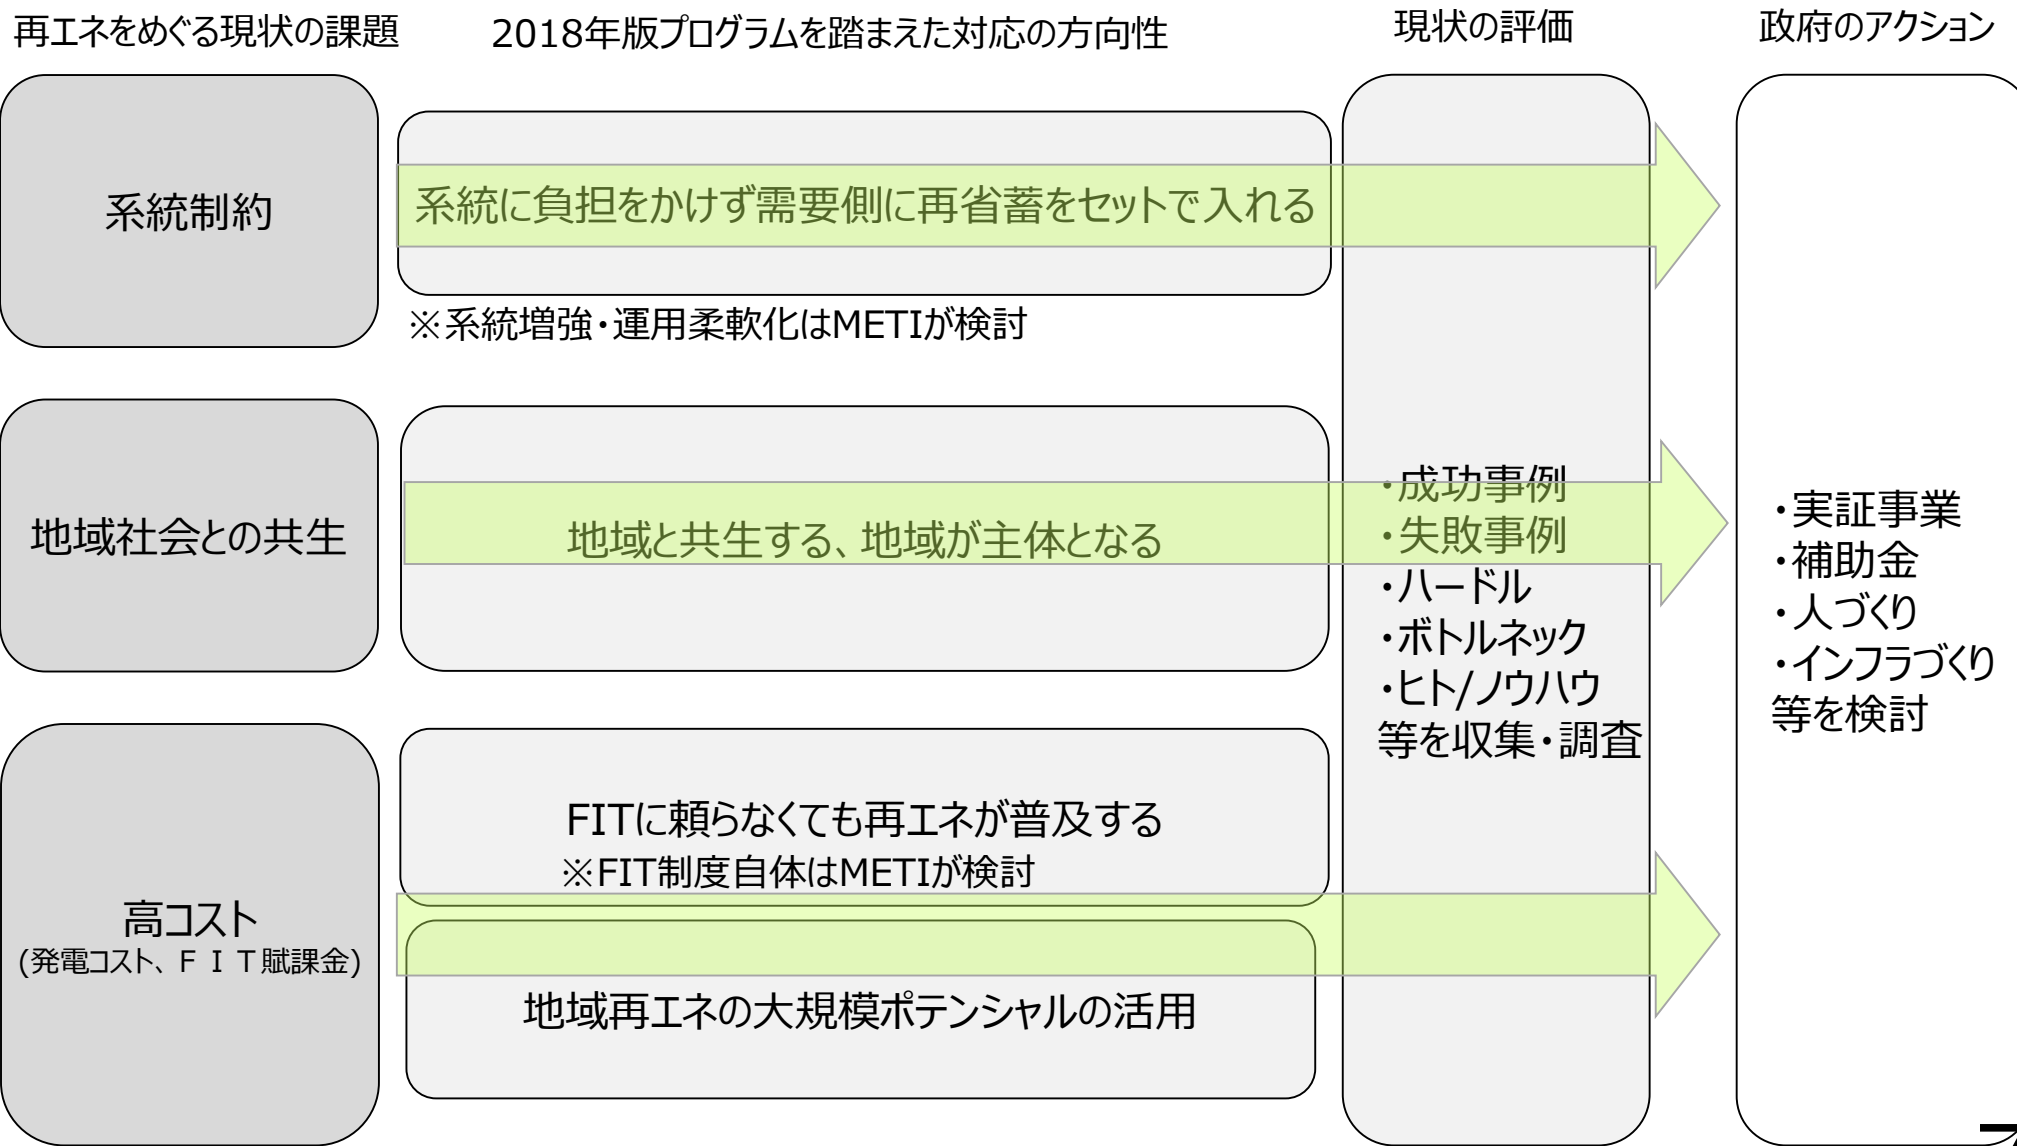 再エネをめぐる現状の課題
2018年版プログラムを踏まえた対応の方向性
現状の評価
政府のアクション
系統制約
系統に負担をかけず需要側に再省蓄をセットで入れる
※系統増強・運用柔軟化はMETIが検討
地域社会との共生
地域と共生する、地域が主体となる
高コスト
(発電コスト、ＦＩＴ賦課金)
FITに頼らなくても再エネが普及する
※FIT制度自体はMETIが検討
地域再エネの大規模ポテンシャルの活用
・成功事例
・失敗事例
・ハードル
・ボトルネック
・ヒト/ノウハウ
等を収集・調査
・実証事業
・補助金
・人づくり
・インフラづくり
等を検討